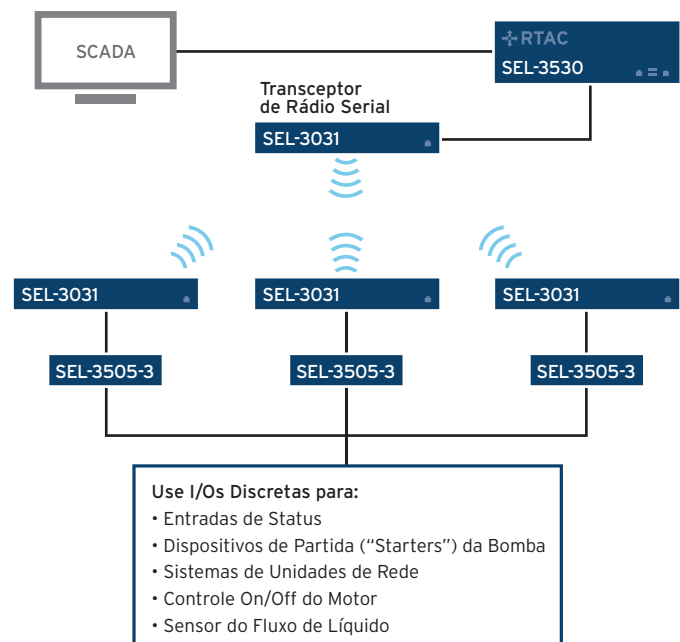 SCADA
RTAC
SEL-3530
Transceptor
de Rádio Serial
SEL-3031
SEL-3031
SEL-3031
SEL-3031
SEL-3505-3
SEL-3505-3
SEL-3505-3
Use I/Os Discretas para:
• Entradas de Status
• Dispositivos de Partida (“Starters”) da Bomba
• Sistemas de Unidades de Rede
• Controle On/Off do Motor
• Sensor do Fluxo de Líquido